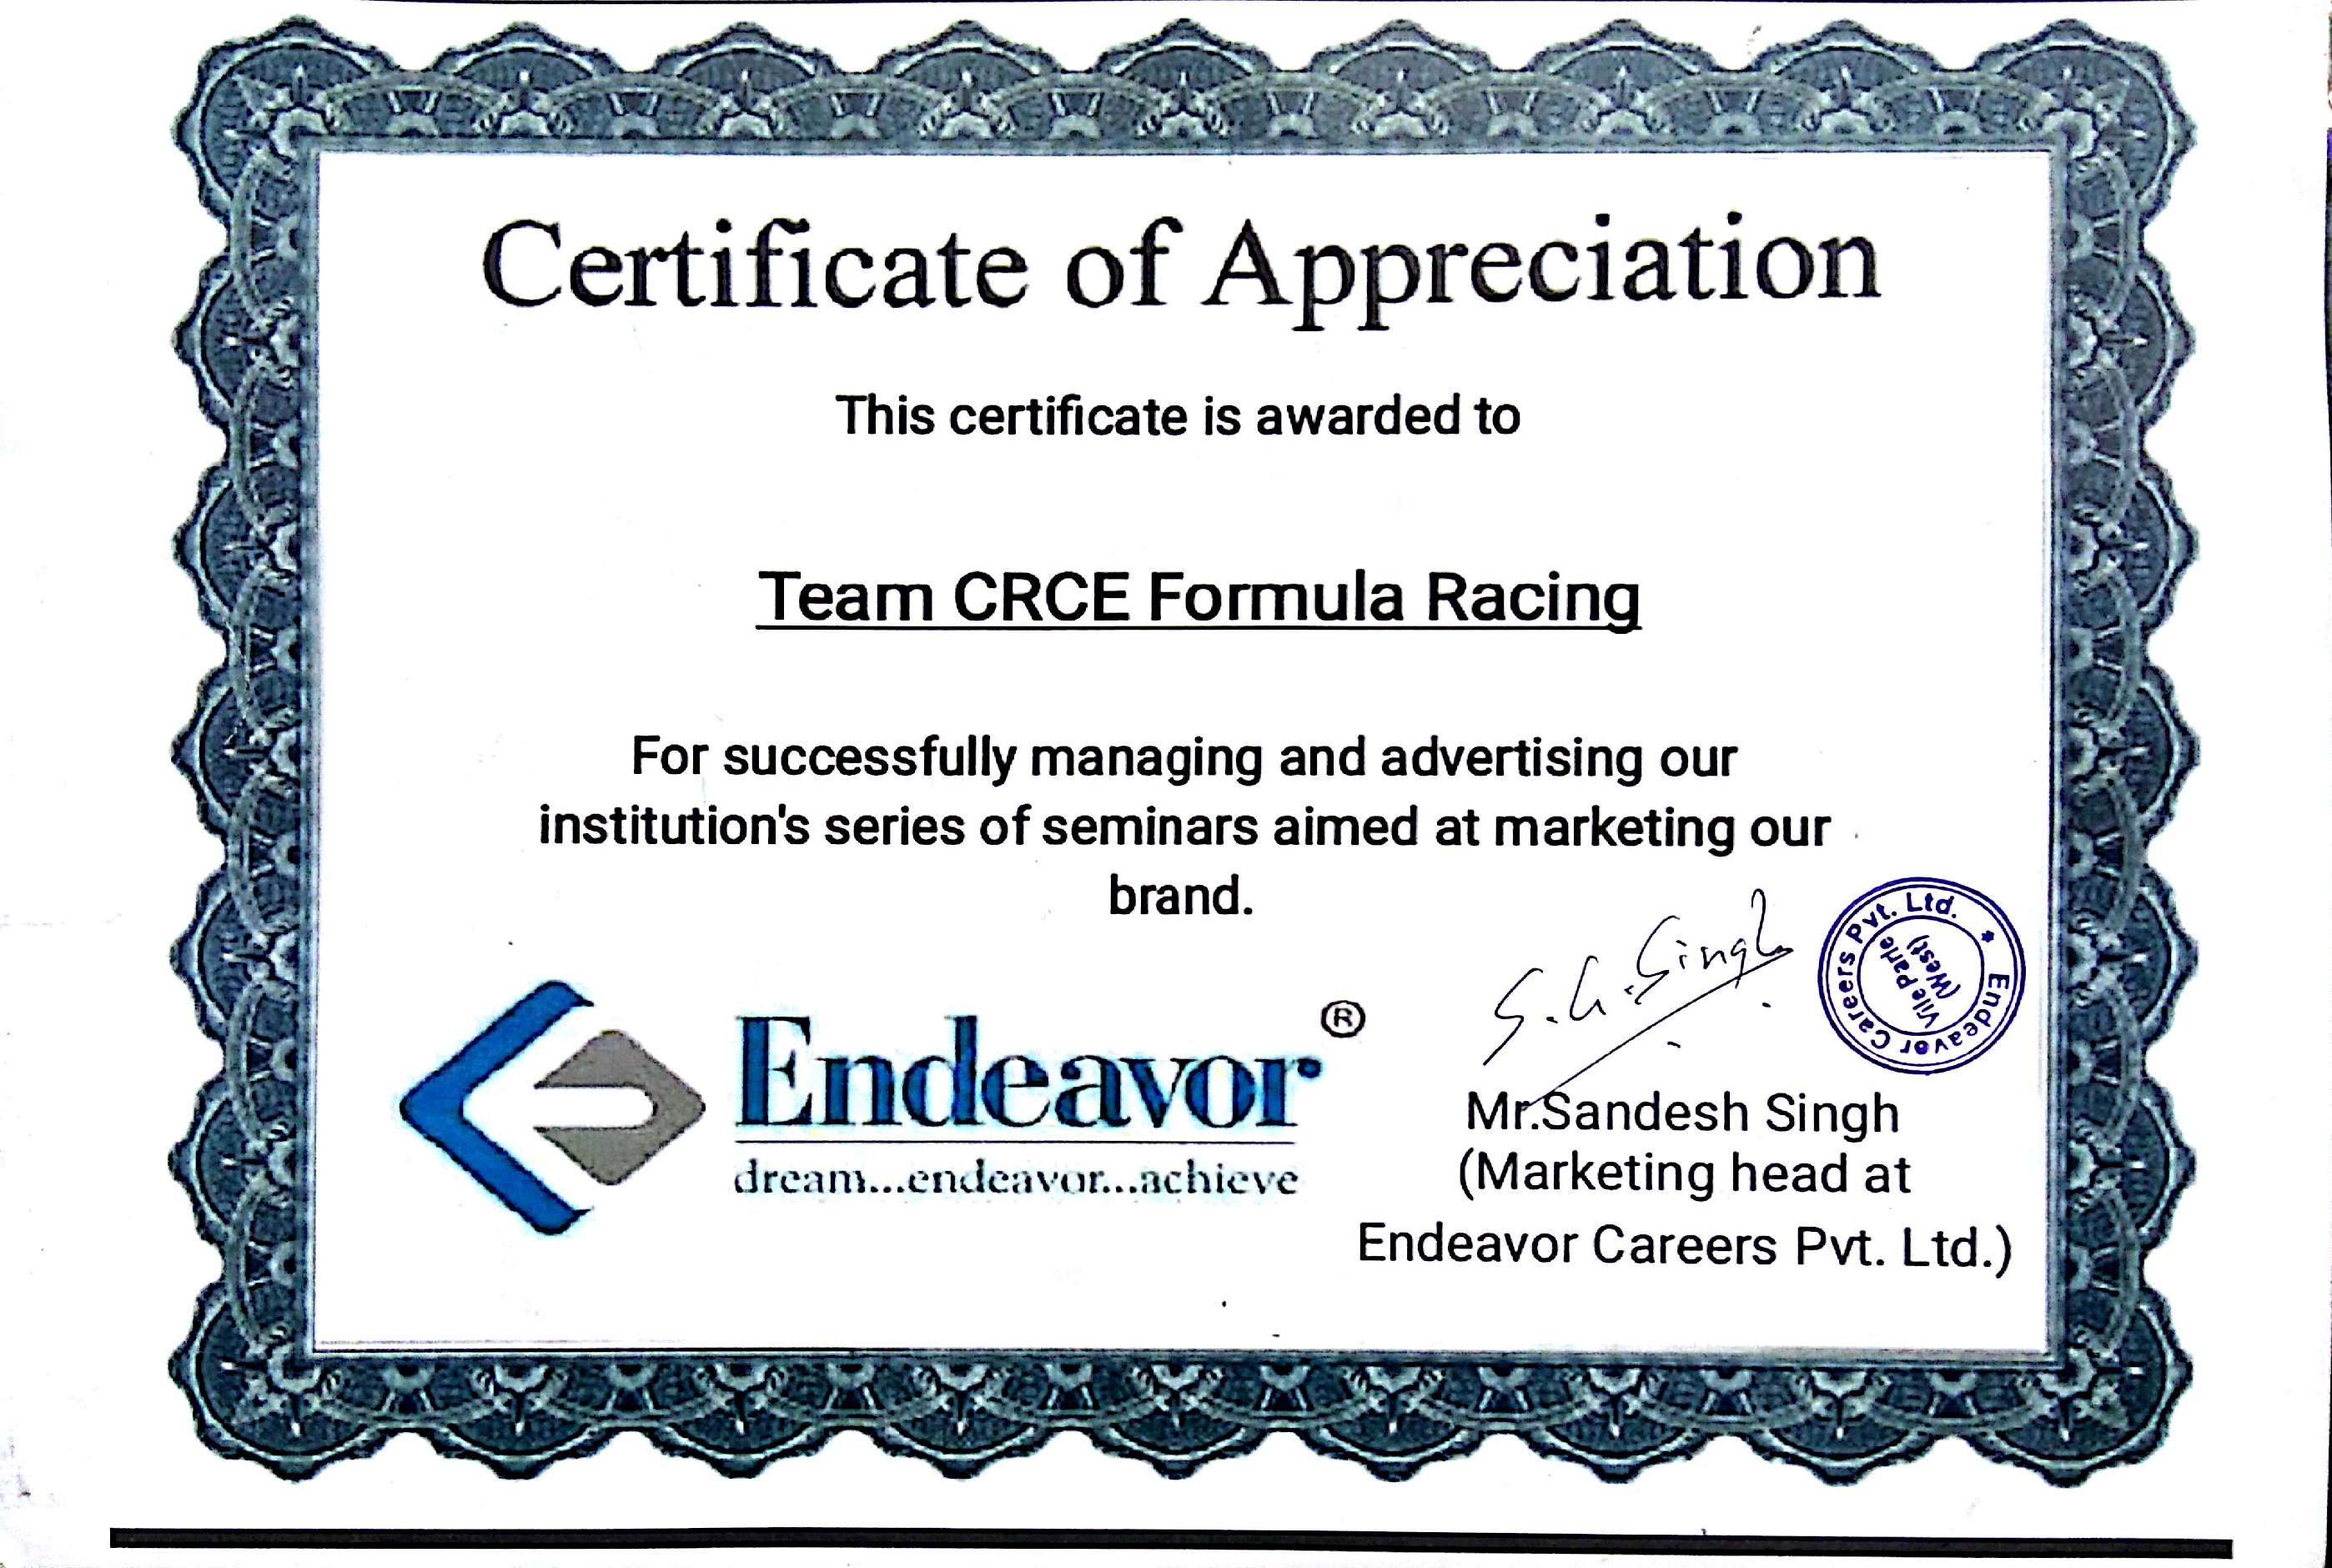 Certificate of Appreciation
This certificate is awarded to
Team CRCE Formula Racing
For successfully managing and advertising our
institution's series of seminars aimed at marketing our
brand.
S.G.Singh
Endeavor Careers Pvt. Ltd. *
Vile Parle
(West)
Endeavor®
dream...endeavor...achieve
Mr.Sandesh Singh
(Marketing head at
Endeavor Careers Pvt. Ltd.)